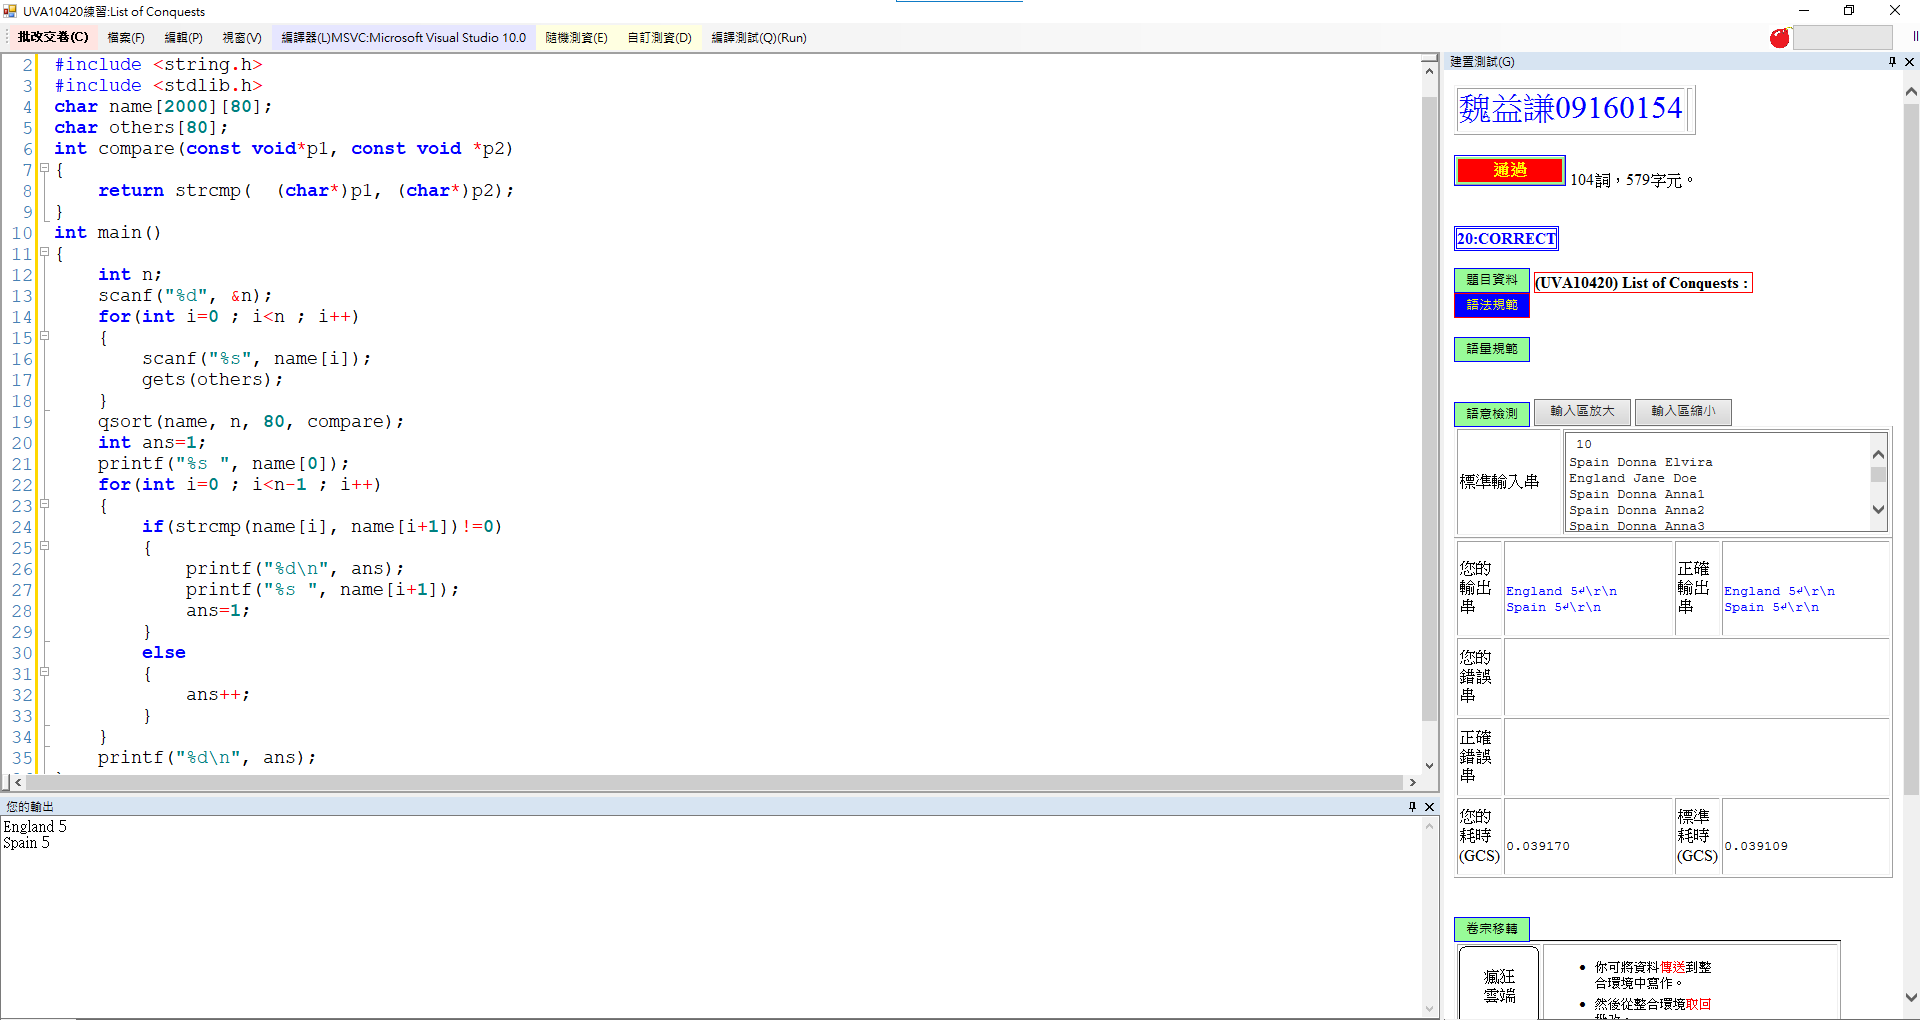 UVA10420練習:List of Conquests
批改交卷(C) 檔案(F) 編輯(P) 視窗(V) 編譯器(L)MSVC:Microsoft Visual Studio 10.0 隨機測資(E) 自訂測資(D) 編譯測試(Q)(Run)
2 #include <string.h>
3 #include <stdlib.h>
4 char name[2000][80];
5 char others[80];
6 int compare(const void*p1, const void *p2)
7 {
8 return strcmp(  (char*)p1, (char*)p2);
9 }
10 int main()
11 {
12 int n;
13 scanf("%d", &n);
14 for(int i=0 ; i<n ; i++)
15 {
16 scanf("%s", name[i]);
17 gets(others);
18 }
19 qsort(name, n, 80, compare);
20 int ans=1;
21 printf("%s ", name[0]);
22 for(int i=0 ; i<n-1 ; i++)
23 {
24 if(strcmp(name[i], name[i+1])!=0)
25 {
26 printf("%d\n", ans);
27 printf("%s ", name[i+1]);
28 ans=1;
29 }
30 else
31 {
32 ans++;
33 }
34 }
35 printf("%d\n", ans);
您的輸出
England 5
Spain 5
建置測試(G)
魏益謙09160154
通過 104詞，579字元。
20:CORRECT
題目資料 (UVA10420) List of Conquests :
語法規範
語量規範
語意檢測 輸入區放大 輸入區縮小
標準輸入串
10
Spain Donna Elvira
England Jane Doe
Spain Donna Anna1
Spain Donna Anna2
Spain Donna Anna3
您的
輸出
串
England 5↵\r\n
Spain 5↵\r\n
正確
輸出
串
England 5↵\r\n
Spain 5↵\r\n
您的
錯誤
串
正確
錯誤
串
您的
耗時
(GCS)
0.039170
標準
耗時
(GCS)
0.039109
卷宗移轉
瘋狂
雲端
• 你可將資料傳送到整
合環境中寫作。
• 然後從整合環境取回